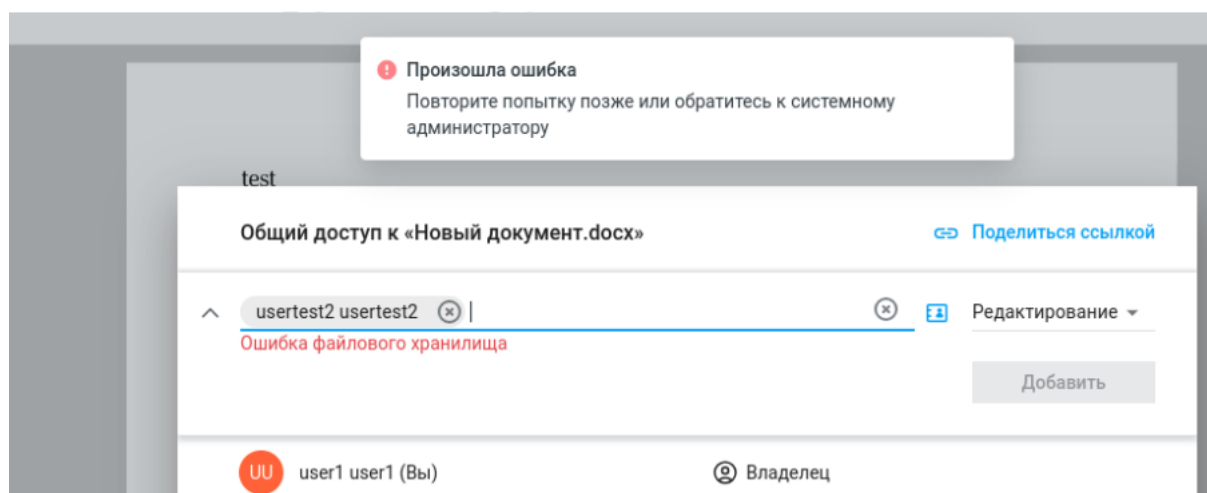 Произошла ошибка
Повторите попытку позже или обратитесь к системному
администратору
test
Общий доступ к «Новый документ.docx»
Поделиться ссылкой
usertest2 usertest2
Редактирование
Ошибка файлового хранилища
Добавить
UU user1 user1 (Вы) Владелец